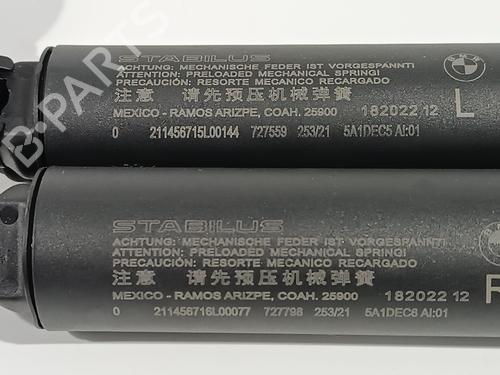 STABILUS
ACHTUNG: MECHANISCHE FEDER IST VORGESPANNT!
ATTENTION: PRELOADED MECHANICAL SPRING!
PRECAUCIÓN: RESORTE MECANICO RECARGADO
注意 请先预压机械弹簧
MEXICO - RAMOS ARIZPE, COAH. 25900 182022 12 L
0 211456715L00144 727559 253/21 5A1DEC5 AI:01
STABILUS
ACHTUNG: MECHANISCHE FEDER IST VORGESPANNT!
ATTENTION: PRELOADED MECHANICAL SPRING!
PRECAUCIÓN: RESORTE MECANICO RECARGADO
注意 请先预压机械弹簧
MEXICO - RAMOS ARIZPE, COAH. 25900 182022 12 R
0 211456716L00077 727798 253/21 5A1DEC6 AI:01